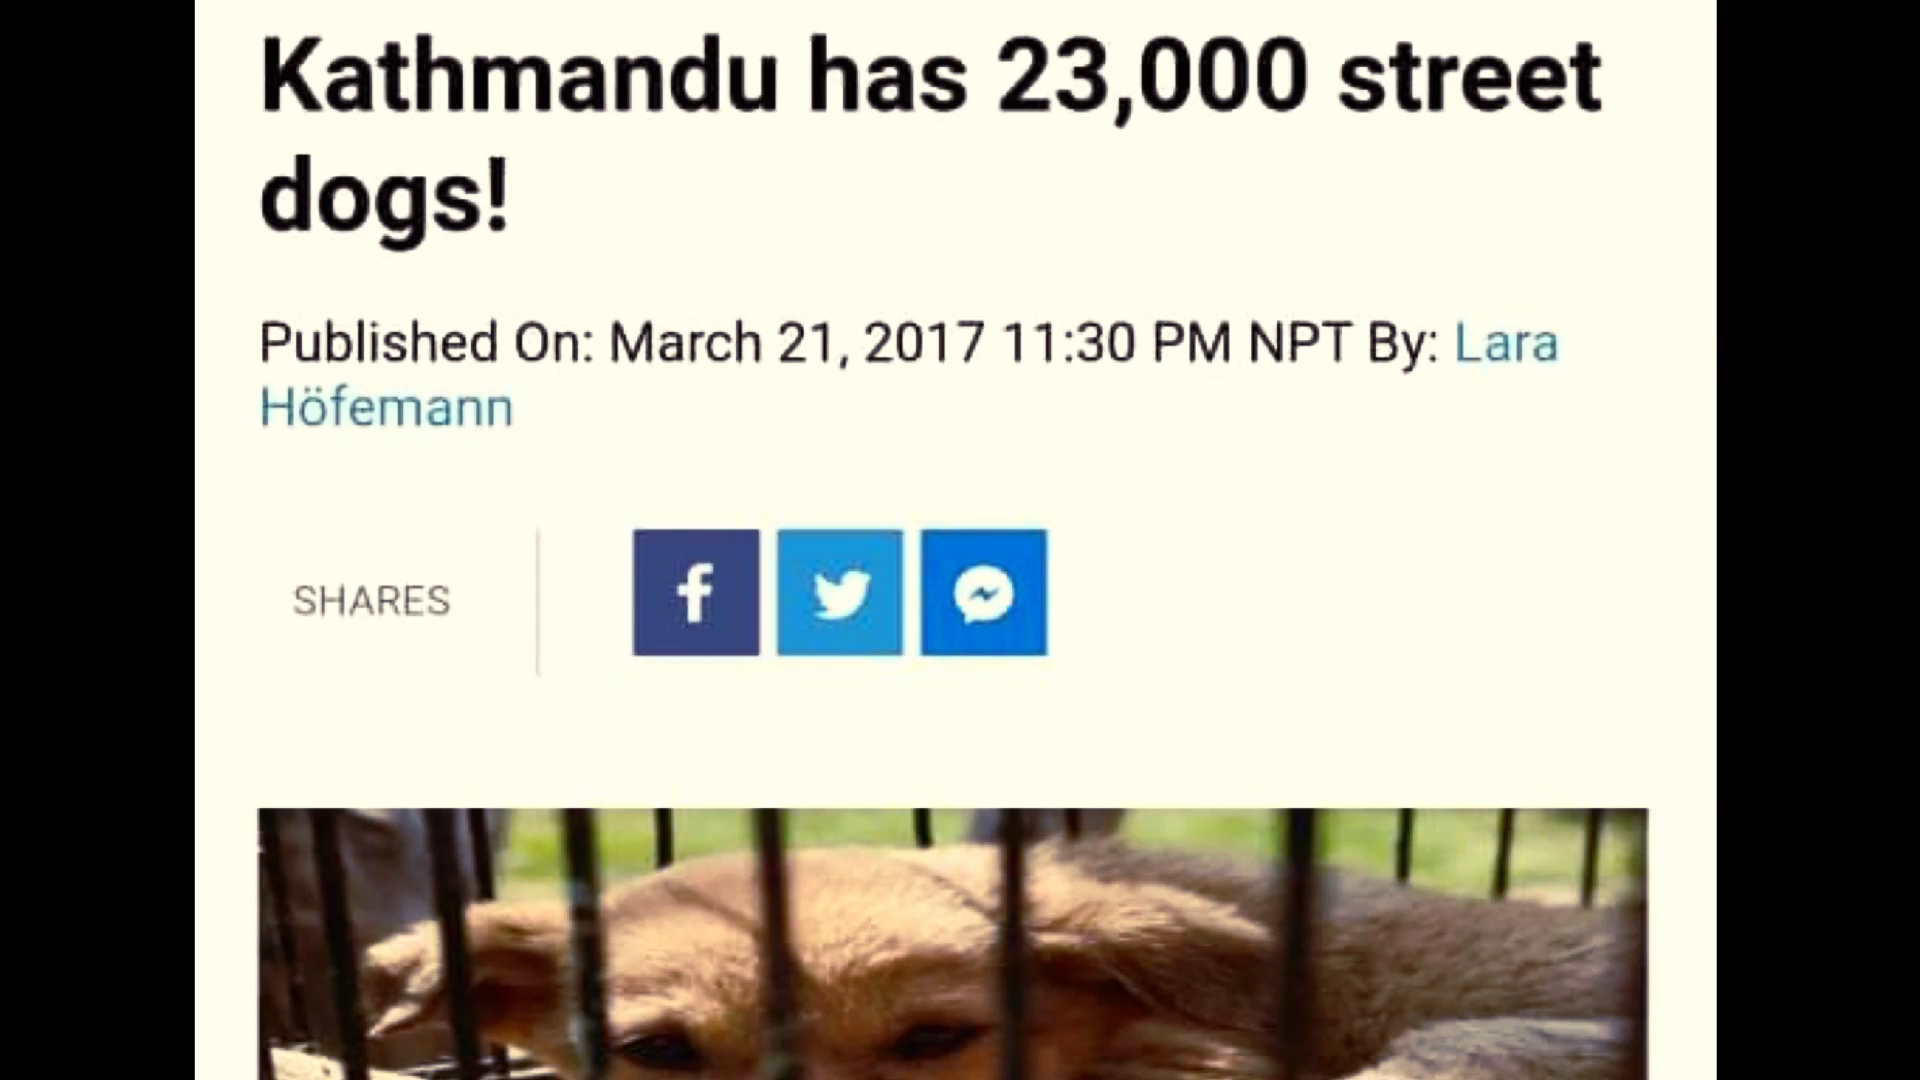 Kathmandu has 23,000 street
dogs!
Published On: March 21, 2017 11:30 PM NPT By: Lara
Höfemann
SHARES